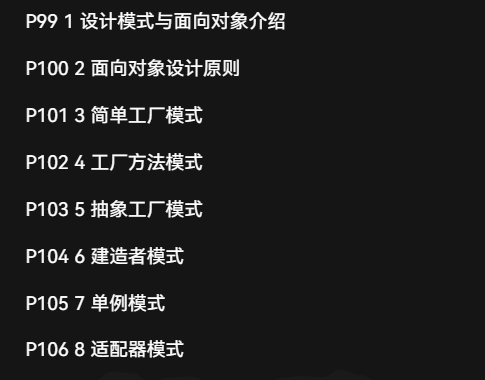 P99 1 设计模式与面向对象介绍
P100 2 面向对象设计原则
P101 3 简单工厂模式
P102 4 工厂方法模式
P103 5 抽象工厂模式
P104 6 建造者模式
P105 7 单例模式
P106 8 适配器模式